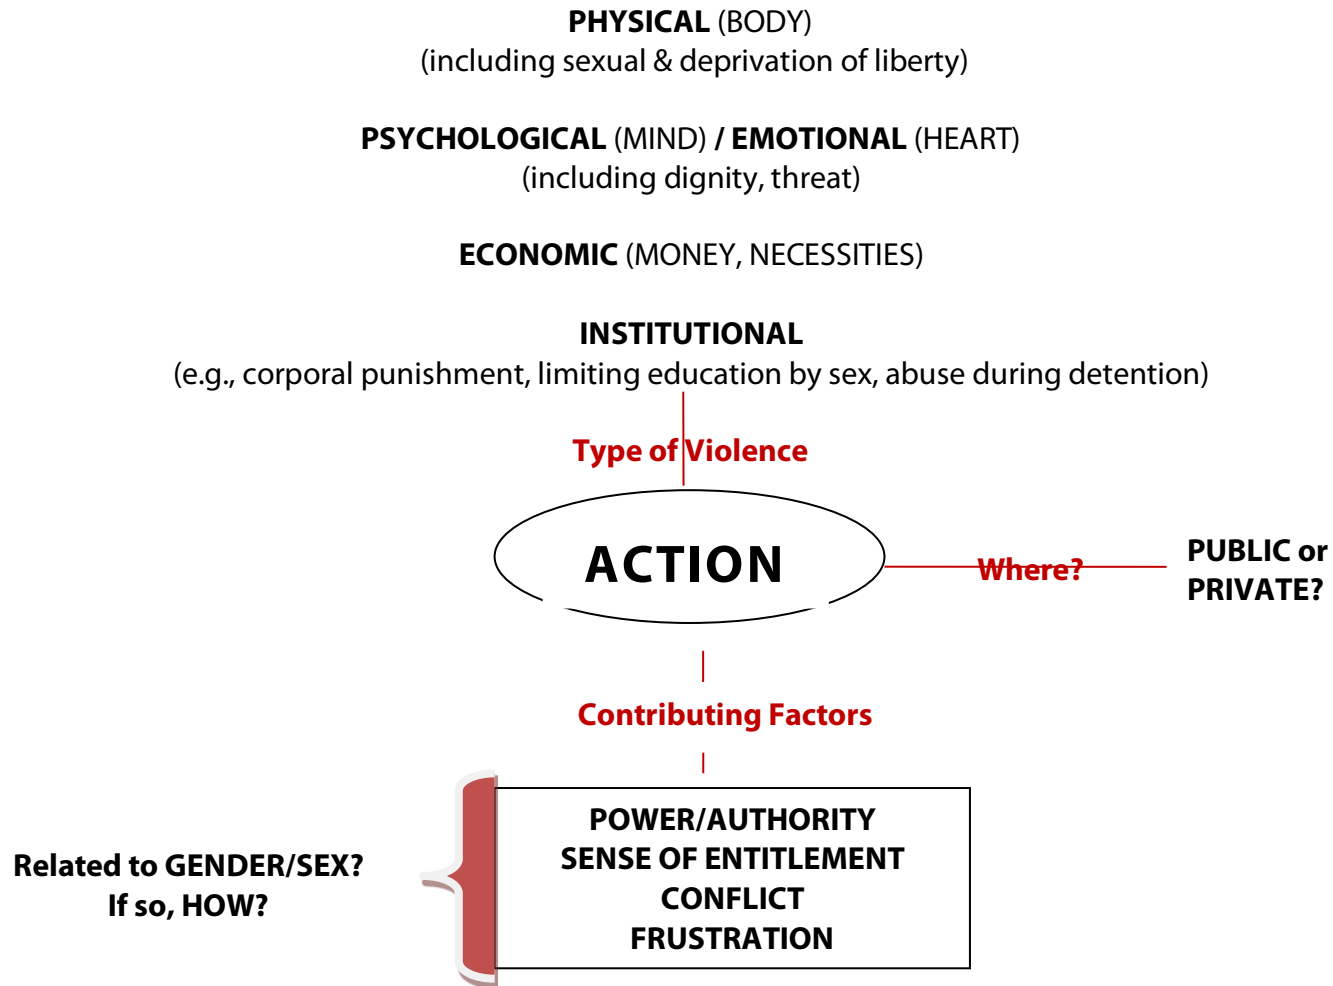 PHYSICAL (BODY)
(including sexual & deprivation of liberty)
PSYCHOLOGICAL (MIND) / EMOTIONAL (HEART)
(including dignity, threat)
ECONOMIC (MONEY, NECESSITIES)
INSTITUTIONAL
(e.g., corporal punishment, limiting education by sex, abuse during detention)
Type of Violence
ACTION
Where?
PUBLIC or
PRIVATE?
Contributing Factors
POWER/AUTHORITY
SENSE OF ENTITLEMENT
CONFLICT
FRUSTRATION
Related to GENDER/SEX?
If so, HOW?